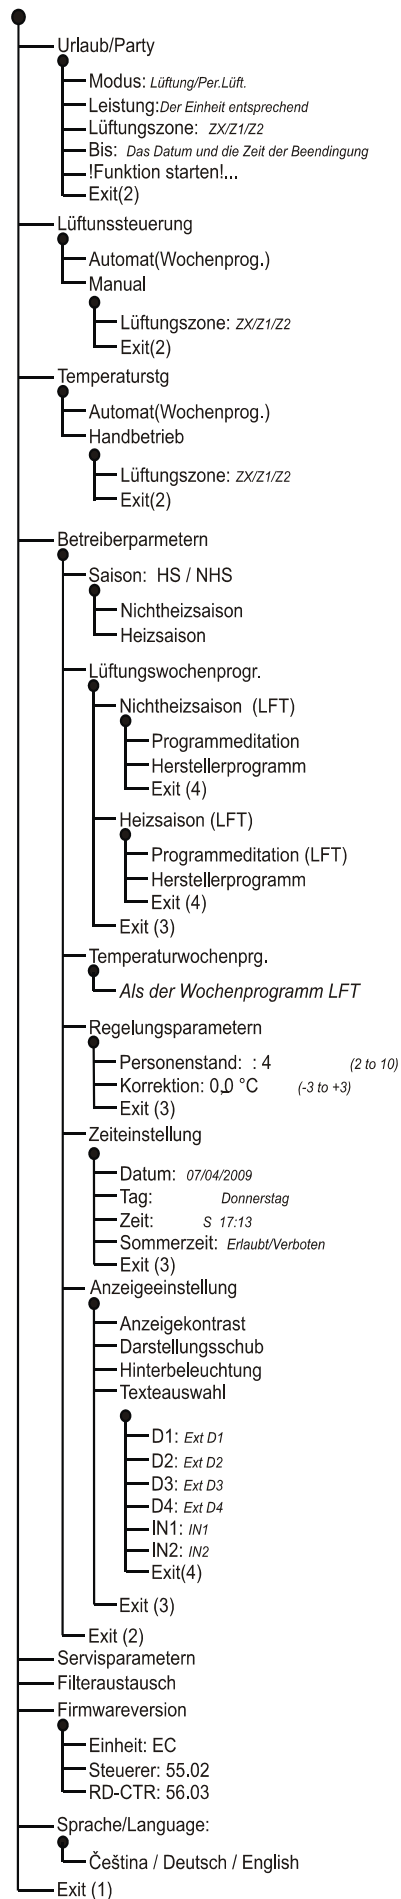 Urlaub/Party
Modus: Lüftung/Per.Lüft.
Leistung:Der Einheit entsprechend
Lüftungszone: ZX/Z1/Z2
Bis: Das Datum und die Zeit der Beendingung
!Funktion starten!...
Exit(2)
Lüftunssteuerung
Automat(Wochenprog.)
Manual
Lüftungszone: ZX/Z1/Z2
Exit(2)
Temperaturstg
Automat(Wochenprog.)
Handbetrieb
Lüftungszone: ZX/Z1/Z2
Exit(2)
Betreiberparmetern
Saison: HS / NHS
Nichtheizsaison
Heizsaison
Lüftungswochenprogr.
Nichtheizsaison (LFT)
Programmeditation
Herstellerprogramm
Exit (4)
Heizsaison (LFT)
Programmeditation (LFT)
Herstellerprogramm
Exit (4)
Exit (3)
Temperaturwochenprg.
Als der Wochenprogramm LFT
Regelungsparametern
Personenstand: : 4 (2 to 10)
Korrektion: 0,0 °C (-3 to +3)
Exit (3)
Zeiteinstellung
Datum: 07/04/2009
Tag: Donnerstag
Zeit: S 17:13
Sommerzeit: Erlaubt/Verboten
Exit (3)
Anzeigeeinstellung
Anzeigekontrast
Darstellungsschub
Hinterbeleuchtung
Texteauswahl
D1: Ext D1
D2: Ext D2
D3: Ext D3
D4: Ext D4
IN1: IN1
IN2: IN2
Exit(4)
Exit (3)
Exit (2)
Servisparametern
Filteraustausch
Firmwareversion
Einheit: EC
Steuerer: 55.02
RD-CTR: 56.03
Sprache/Language:
Čeština / Deutsch / English
Exit (1)